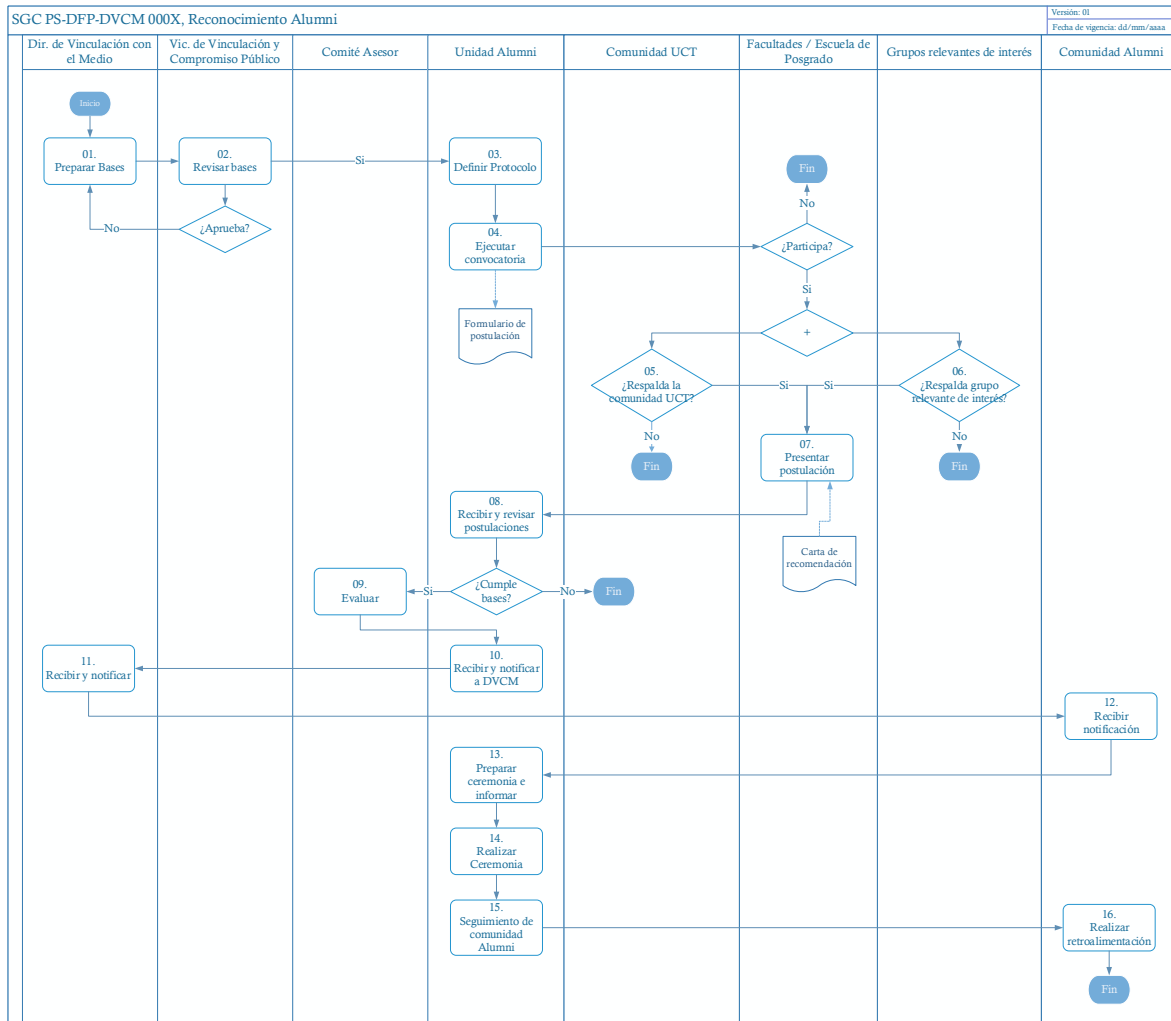 SGC PS-DFP-DVCM 000X, Reconocimiento Alumni
Versión: 01
Fecha de vigencia: dd/mm/aaaa
Dir. de Vinculación con
el Medio
Vic. de Vinculación y
Compromiso Público
Comité Asesor
Unidad Alumni
Comunidad UCT
Facultades / Escuela de
Posgrado
Grupos relevantes de interés
Comunidad Alumni
Inicio
01.
Preparar Bases
02.
Revisar bases
Si
03.
Definir Protocolo
Fin
No
¿Aprueba?
No
04.
Ejecutar
convocatoria
¿Participa?
Si
Formulario de
postulación
+
05.
¿Respalda la
comunidad UCT?
Si
Si
06.
¿Respalda grupo
relevante de interés?
No
No
Fin
07.
Presentar
postulación
Fin
08.
Recibir y revisar
postulaciones
Carta de
recomendación
09.
Evaluar
Si
¿Cumple
bases?
No
Fin
11.
Recibir y notificar
10.
Recibir y notificar
a DVCM
12.
Recibir
notificación
13.
Preparar
ceremonia e
informar
14.
Realizar
Ceremonia
15.
Seguimiento de
comunidad
Alumni
16.
Realizar
retroalimentación
Fin